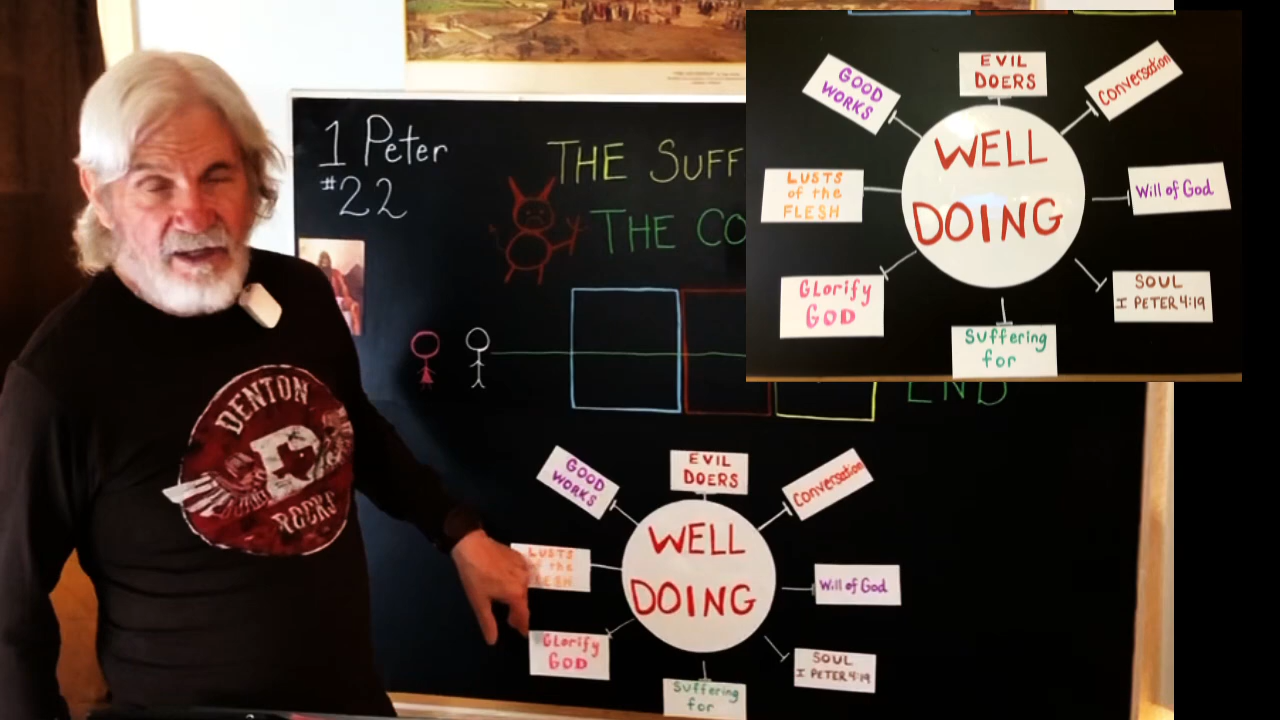 1 Peter
#22
THE SUFF
THE CO
END
DENTON
ROCKS
GOOD
WORKS
EVIL
DOERS
Conversation
LUSTS
of the
FLESH
WELL
DOING
Will of God
GLorify
GOD
SOUL
I PETER 4:19
Suffering
for
GOOD
WORKS
EVIL
DOERS
Conversation
LUSTS
of the
FLESH
WELL
DOING
Will of God
GLorify
GOD
SOUL
I PETER 4:19
Suffering
for